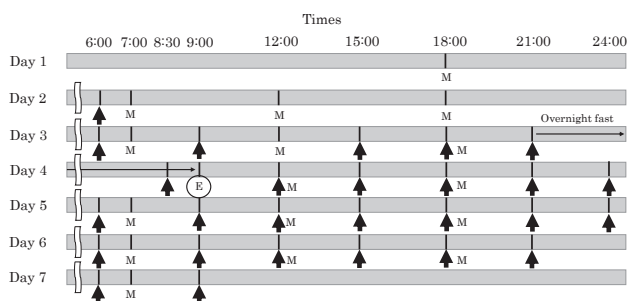 Times
6:00 7:00 8:30 9:00 12:00 15:00 18:00 21:00 24:00
Day 1
M
Day 2
M M M
Day 3
Overnight fast
M M M
Day 4
E M M
Day 5
M M M
Day 6
M M M
Day 7
M